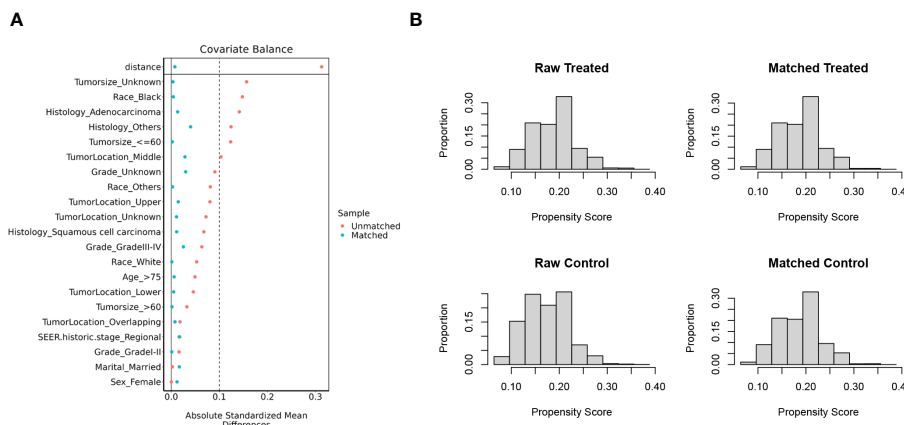 A
Covariate Balance
distance
Tumorsize_Unknown
Race_Black
Histology_Adenocarcinoma
Histology_Others
Tumorsize_<=60
TumorLocation_Middle
Grade_Unknown
Race_Others
TumorLocation_Upper
TumorLocation_Unknown
Histology_Squamous cell carcinoma
Grade_GradeIII-IV
Race_White
Age_>75
TumorLocation_Lower
Tumorsize_>60
TumorLocation_Overlapping
SEER.historic.stage_Regional
Grade_GradeI-II
Marital_Married
Sex_Female
0.0 0.1 0.2 0.3
Absolute Standardized Mean
Differences
Sample
Unmatched
Matched
B
Raw Treated
Proportion
0.00 0.15 0.30
0.10 0.20 0.30 0.40
Propensity Score
Matched Treated
Proportion
0.00 0.15 0.30
0.10 0.20 0.30 0.40
Propensity Score
Raw Control
Proportion
0.00 0.15
0.10 0.20 0.30 0.40
Propensity Score
Matched Control
Proportion
0.00 0.15 0.30
0.10 0.20 0.30 0.40
Propensity Score